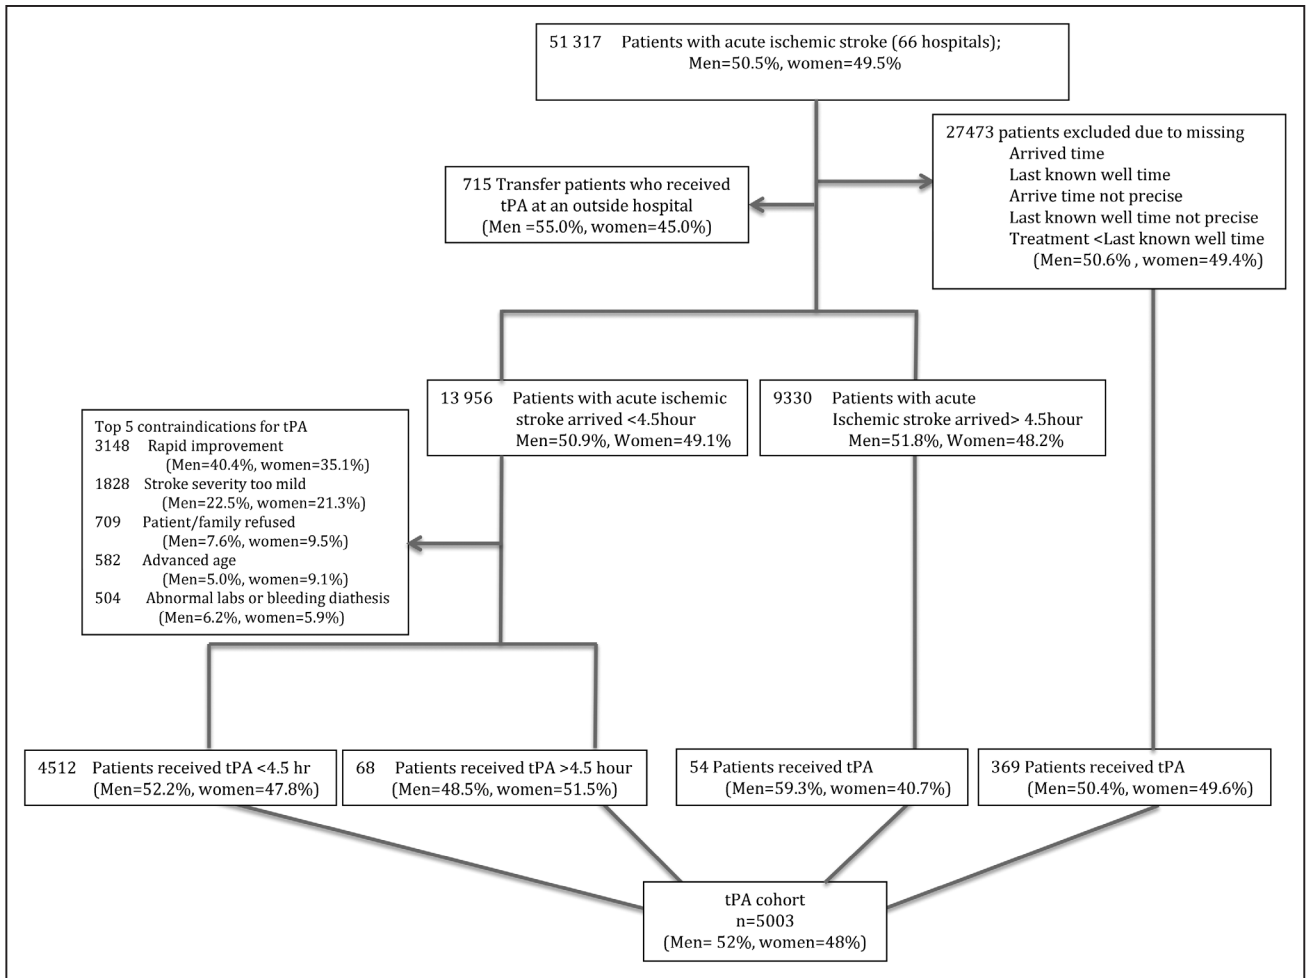 51 317 Patients with acute ischemic stroke (66 hospitals);
Men=50.5%, women=49.5%
27473 patients excluded due to missing
Arrived time
Last known well time
Arrive time not precise
Last known well time not precise
Treatment <Last known well time
(Men=50.6% , women=49.4%)
715 Transfer patients who received
tPA at an outside hospital
(Men =55.0%, women=45.0%)
13 956 Patients with acute ischemic
stroke arrived <4.5hour
Men=50.9%, Women=49.1%
9330 Patients with acute
Ischemic stroke arrived> 4.5hour
Men=51.8%, Women=48.2%
Top 5 contraindications for tPA
3148 Rapid improvement
(Men=40.4%, women=35.1%)
1828 Stroke severity too mild
(Men=22.5%, women=21.3%)
709 Patient/family refused
(Men=7.6%, women=9.5%)
582 Advanced age
(Men=5.0%, women=9.1%)
504 Abnormal labs or bleeding diathesis
(Men=6.2%, women=5.9%)
4512 Patients received tPA <4.5 hr
(Men=52.2%, women=47.8%)
68 Patients received tPA >4.5 hour
(Men=48.5%, women=51.5%)
54 Patients received tPA
(Men=59.3%, women=40.7%)
369 Patients received tPA
(Men=50.4%, women=49.6%)
tPA cohort
n=5003
(Men= 52%, women=48%)